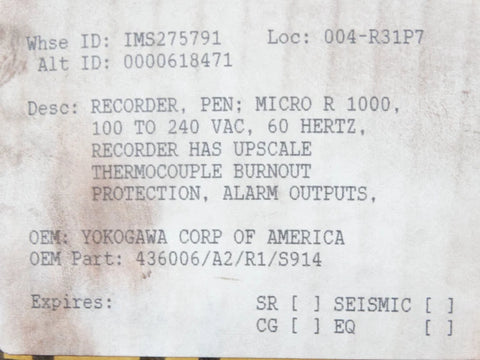 Whse ID: IMS275791 Loc: 004-R31P7
Alt ID: 0000618471
Desc: RECORDER, PEN; MICRO R 1000,
100 TO 240 VAC, 60 HERTZ,
RECORDER HAS UPSCALE
THERMOCOUPLE BURNOUT
PROTECTION, ALARM OUTPUTS,
OEM: YOKOGAWA CORP OF AMERICA
OEM Part: 436006/A2/R1/S914
Expires: SR [ ] SEISMIC [ ]
CG [ ] EQ [ ]